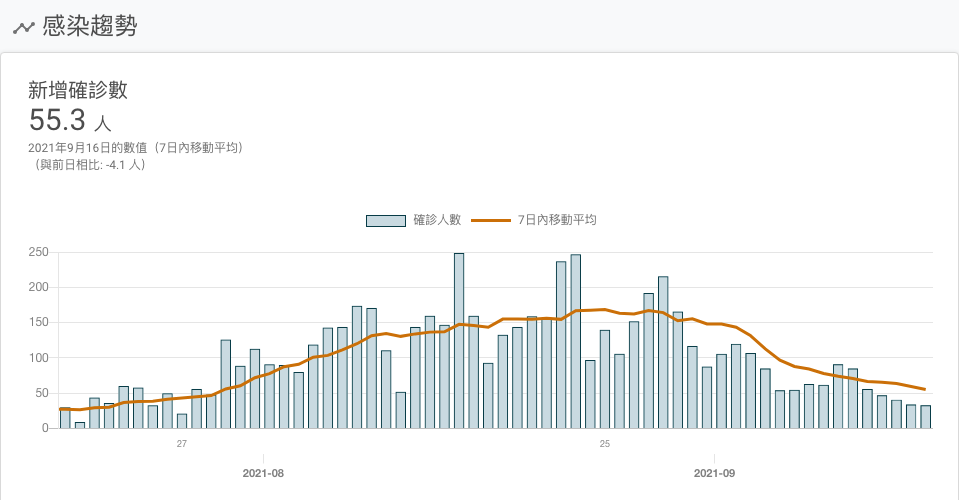 感染趨勢
新增確診數
55.3 人
2021年9月16日的數值（7日內移動平均）
（與前日相比: -4.1 人）
確診人數 7日內移動平均
250
200
150
100
50
0
27 25
2021-08 2021-09